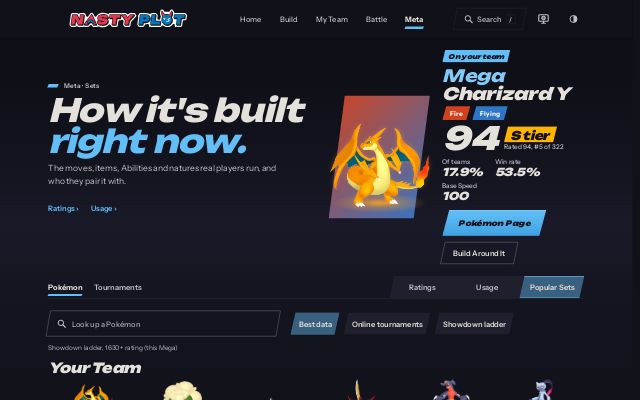 NASTY PLOT
Home
Build
My Team
Battle
Meta
Search /
Meta · Sets
How it's built
right now.
The moves, items, Abilities and natures real players run, and
who they pair it with.
Ratings ›
Usage ›
On your team
Mega
Charizard Y
Fire
Flying
94
S tier
Rated 94, #5 of 322
Of teams
17.9%
Win rate
53.5%
Base Speed
100
Pokémon Page
Build Around It
Pokémon
Tournaments
Ratings
Usage
Popular Sets
Look up a Pokémon
Best data
Online tournaments
Showdown ladder
Showdown ladder, 1630+ rating (this Mega)
Your Team